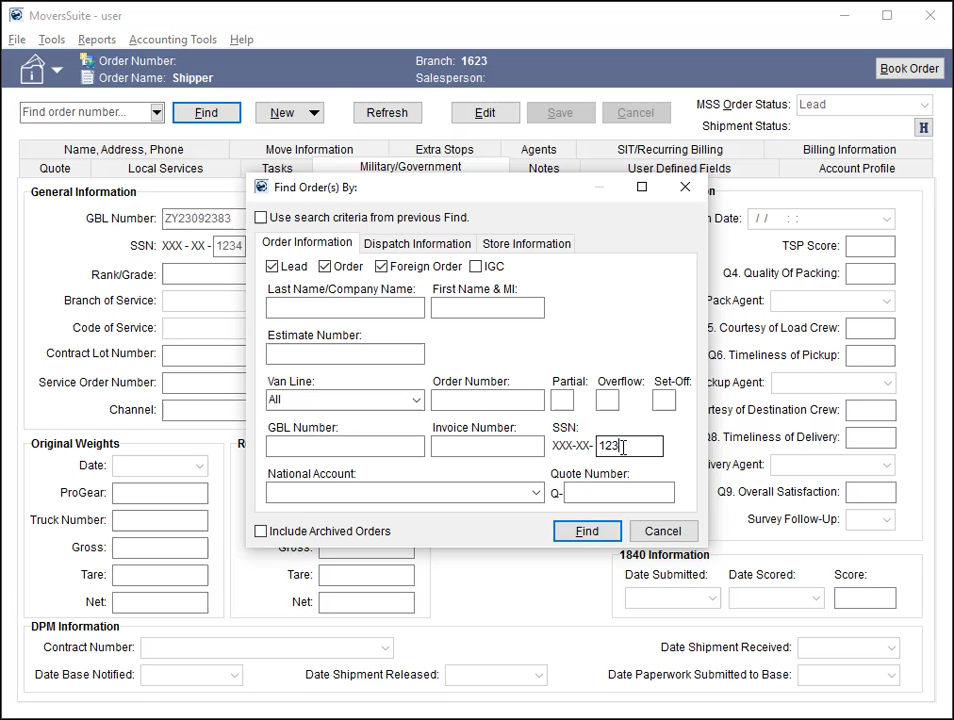 MoversSuite - user
File Tools Reports Accounting Tools Help
Order Number:
Order Name: Shipper
Branch: 1623
Salesperson:
Book Order
Find order number...
Find
New
Refresh
Edit
Save
Cancel
MSS Order Status: Lead
Shipment Status:
H
Name, Address, Phone
Move Information
Extra Stops
Agents
SIT/Recurring Billing
Billing Information
Quote
Local Services
Tasks
Military/Government
Notes
User Defined Fields
Account Profile
General Information
GBL Number: ZY23092383
SSN: XXX - XX - 1234
Rank/Grade:
Branch of Service:
Code of Service:
Contract Lot Number:
Service Order Number:
Channel:
Find Order(s) By:
Use search criteria from previous Find.
Order Information
Dispatch Information
Store Information
Lead
Order
Foreign Order
IGC
Last Name/Company Name:
First Name & MI:
Estimate Number:
Van Line:
Order Number:
Partial:
Overflow:
Set-Off:
All
GBL Number:
Invoice Number:
SSN:
XXX-XX- 123
National Account:
Quote Number:
Q-
Include Archived Orders
Find
Cancel
Date: / / : :
TSP Score:
Q4. Quality Of Packing:
Pack Agent:
5. Courtesy of Load Crew:
Q6. Timeliness of Pickup:
ckup Agent:
rtesy of Destination Crew:
Q8. Timeliness of Delivery:
ivery Agent:
Q9. Overall Satisfaction:
Survey Follow-Up:
Original Weights
Date:
ProGear:
Truck Number:
Gross:
Tare:
Net:
R
Gross:
Tare:
Net:
1840 Information
Date Submitted:
Date Scored:
Score:
DPM Information
Contract Number:
Date Shipment Received:
Date Base Notified:
Date Shipment Released:
Date Paperwork Submitted to Base: